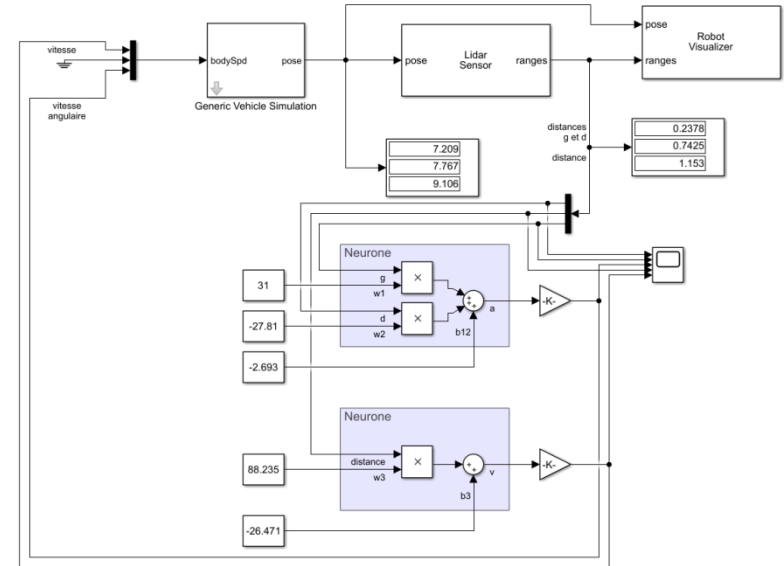 vitesse
vitesse
angulaire
bodySpd
pose
Generic Vehicle Simulation
pose
Lidar
Sensor
ranges
pose
ranges
Robot
Visualizer
distances
g et d
distance
7.209
7.767
9.106
0.2378
0.7425
1.153
Neurone
g
w1
d
w2
b12
a
31
-27.81
-2.693
×
×
+
+
+
-K-
Neurone
distance
w3
b3
v
88.235
-26.471
×
+
+
-K-